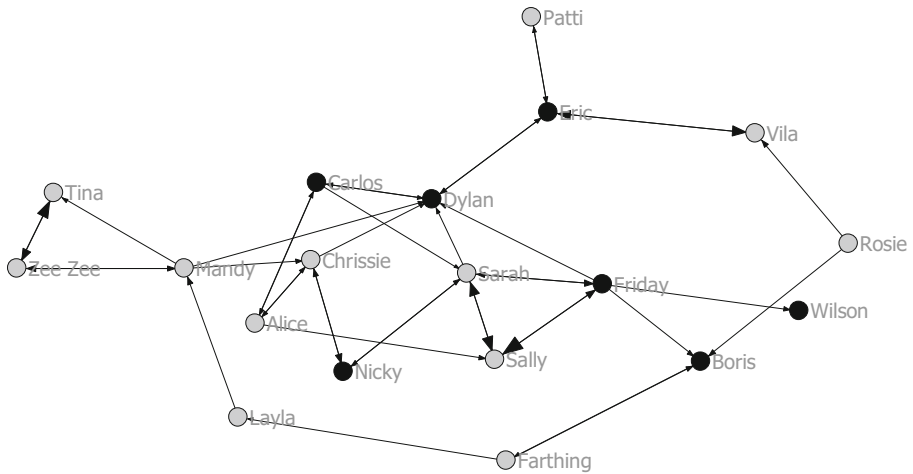 Patti
Eric
Vila
Carlos
Tina
Dylan
Rosie
Chrissie
Zee Zee
Mandy
Sarah
Friday
Wilson
Alice
Sally
Boris
Nicky
Layla
Farthing